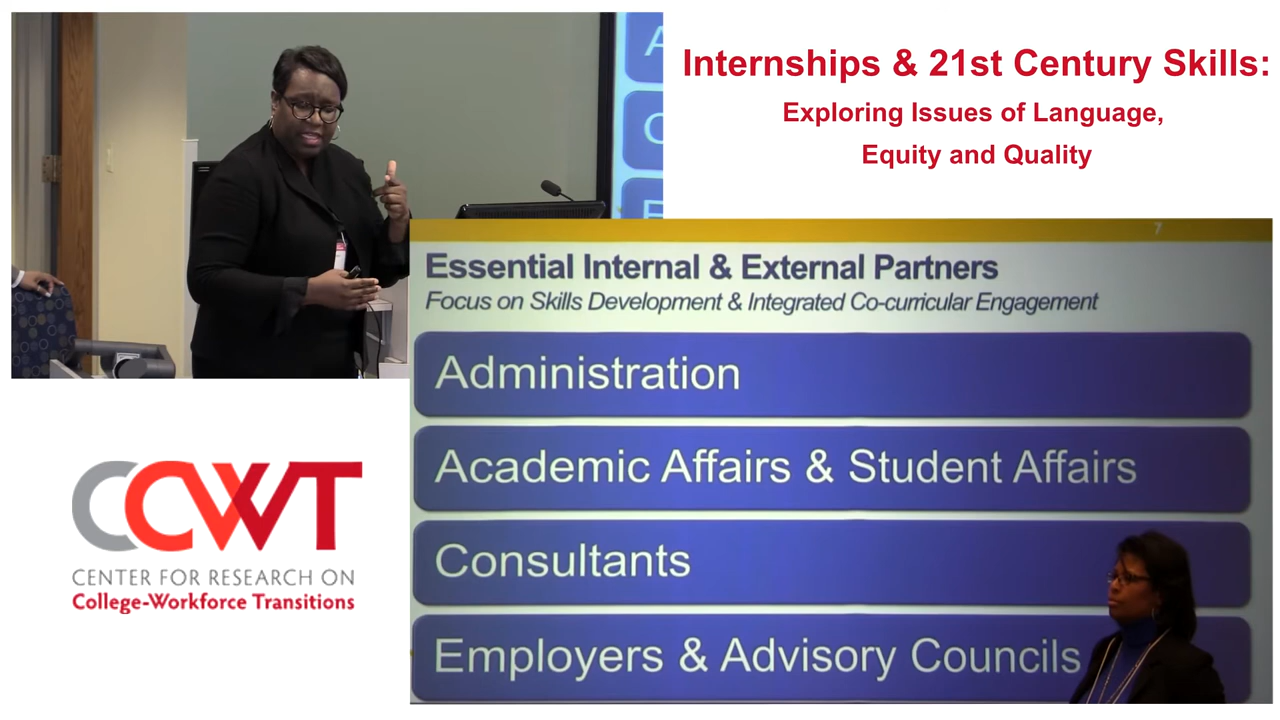 Internships & 21st Century Skills:
Exploring Issues of Language,
Equity and Quality
7
Essential Internal & External Partners
Focus on Skills Development & Integrated Co-curricular Engagement
Administration
Academic Affairs & Student Affairs
Consultants
Employers & Advisory Councils
CCWT
CENTER FOR RESEARCH ON
College-Workforce Transitions